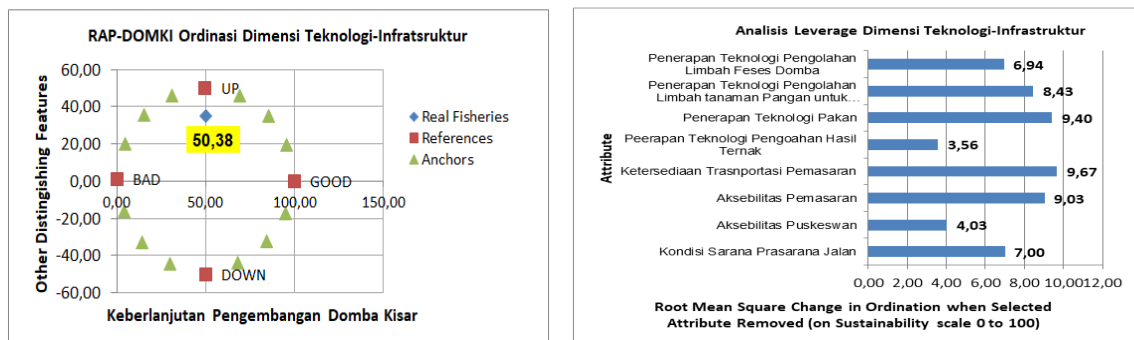 RAP-DOMKI Ordinasi Dimensi Teknologi-Infratsruktur
Other Distingishing Features
60,00
40,00
20,00
0,00
-20,00
-40,00
-60,00
UP
50,38
BAD
GOOD
DOWN
0,00 50,00 100,00 150,00
Real Fisheries
References
Anchors
Keberlanjutan Pengembangan Domba Kisar
Analisis Leverage Dimensi Teknologi-Infrastruktur
Attribute
Penerapan Teknologi Pengolahan
Limbah Feses Domba
6,94
Penerapan Teknologi Pengolahan
Limbah tanaman Pangan untuk…
8,43
Penerapan Teknologi Pakan
9,40
Peerapan Teknologi Pengoahan Hasil
Ternak
3,56
Ketersediaan Trasnportasi Pemasaran
9,67
Aksebilitas Pemasaran
9,03
Aksebilitas Puskeswan
4,03
Kondisi Sarana Prasarana Jalan
7,00
0,00 2,00 4,00 6,00 8,00 10,00 12,00
Root Mean Square Change in Ordination when Selected
Attribute Removed (on Sustainability scale 0 to 100)